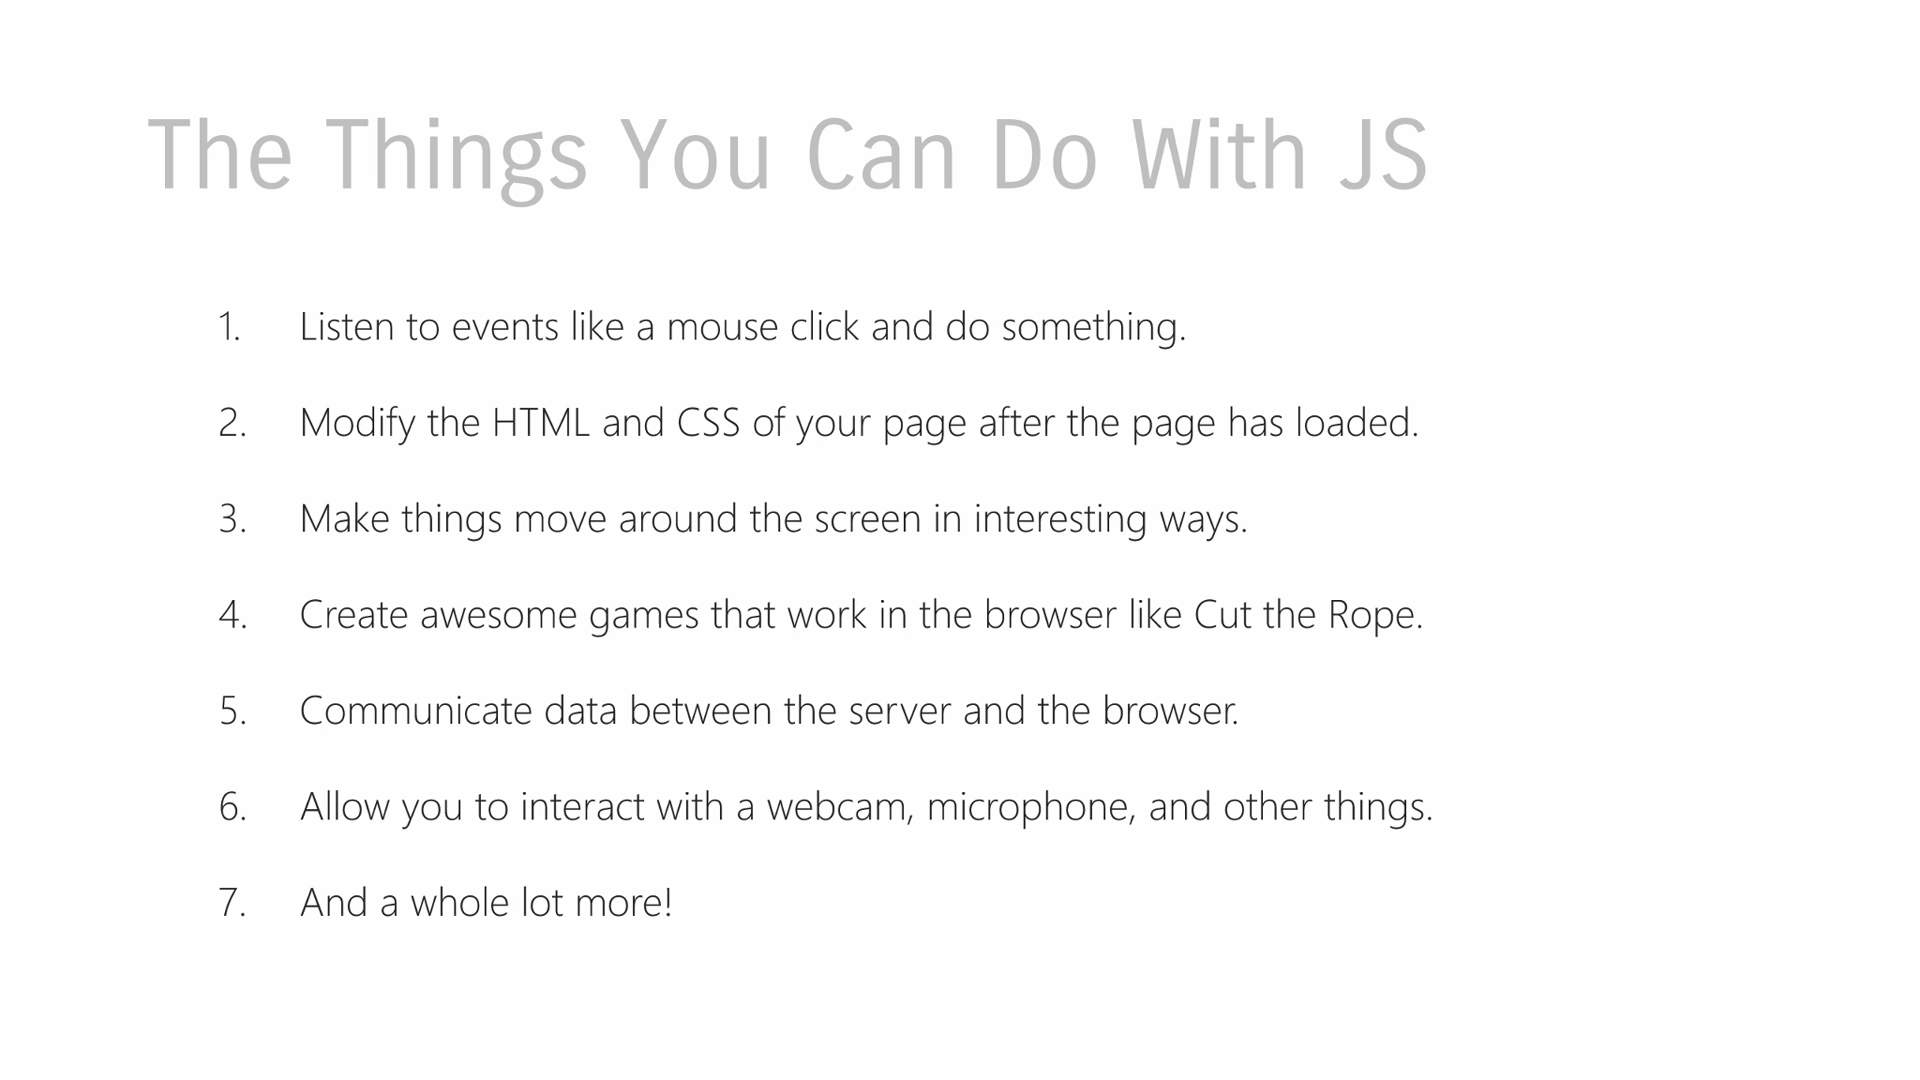 The Things You Can Do With JS
1. Listen to events like a mouse click and do something.
2. Modify the HTML and CSS of your page after the page has loaded.
3. Make things move around the screen in interesting ways.
4. Create awesome games that work in the browser like Cut the Rope.
5. Communicate data between the server and the browser.
6. Allow you to interact with a webcam, microphone, and other things.
7. And a whole lot more!